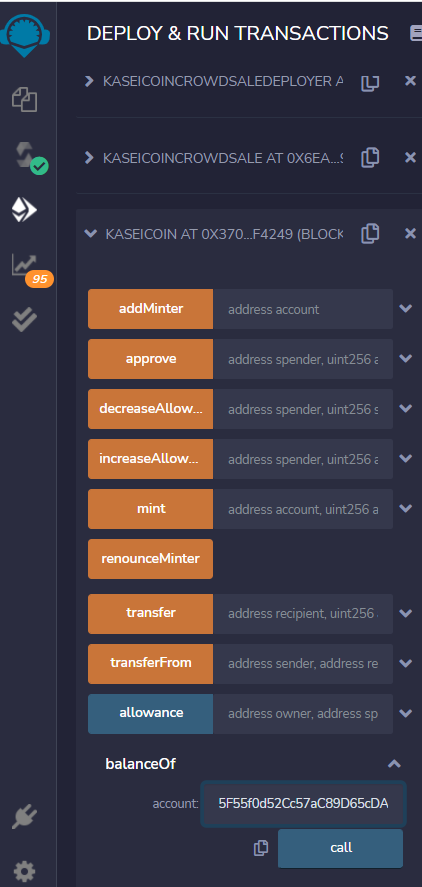 DEPLOY & RUN TRANSACTIONS
KASEICOINCROWDSALEDEPLOYER A
KASEICOINCROWDSALE AT 0X6EA...9
KASEICOIN AT 0X370...F4249 (BLOCK
95
addMinter address account
approve address spender, uint256 a
decreaseAllow... address spender, uint256 s
increaseAllow... address spender, uint256 a
mint address account, uint256 a
renounceMinter
transfer address recipient, uint256
transferFrom address sender, address re
allowance address owner, address sp
balanceOf
account: 5F55f0d52Cc57aC89D65cDA
call